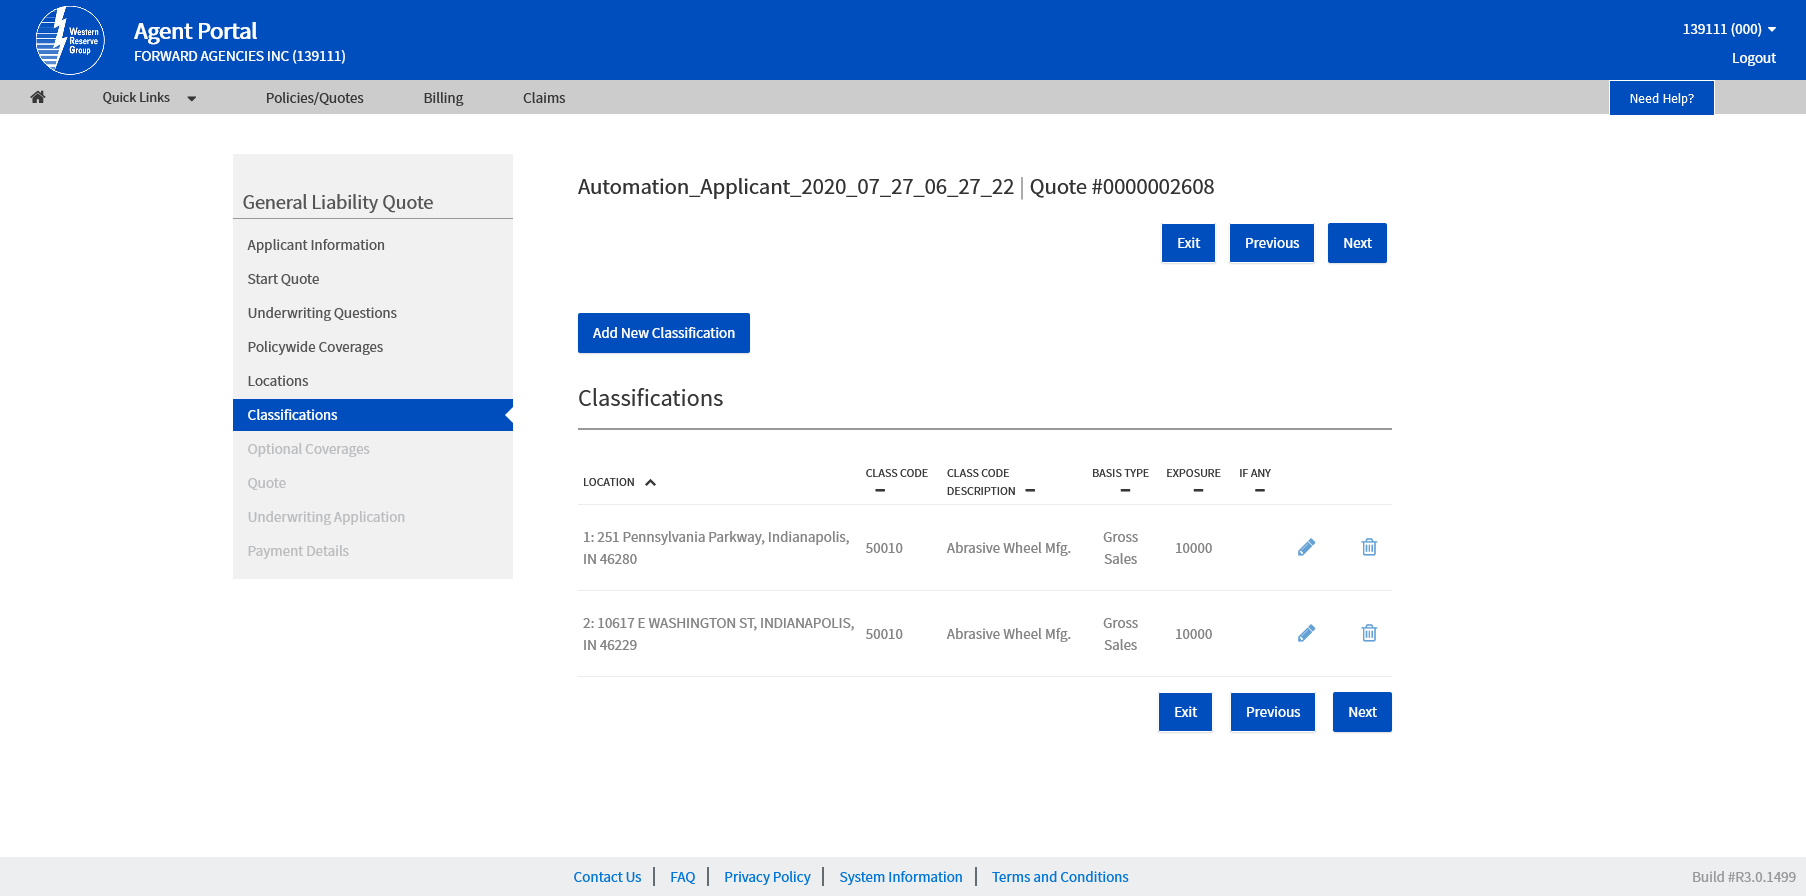 Western
Reserve
Group
Agent Portal
FORWARD AGENCIES INC (139111)
139111 (000)
Logout
Quick Links
Policies/Quotes
Billing
Claims
Need Help?
General Liability Quote
Applicant Information
Start Quote
Underwriting Questions
Policywide Coverages
Locations
Classifications
Optional Coverages
Quote
Underwriting Application
Payment Details
Automation_Applicant_2020_07_27_06_27_22 | Quote #0000002608
Exit Previous Next
Add New Classification
Classifications
LOCATION CLASS CODE CLASS CODE DESCRIPTION BASIS TYPE EXPOSURE IF ANY
1: 251 Pennsylvania Parkway, Indianapolis, IN 46280 50010 Abrasive Wheel Mfg. Gross Sales 10000
2: 10617 E WASHINGTON ST, INDIANAPOLIS, IN 46229 50010 Abrasive Wheel Mfg. Gross Sales 10000
Exit Previous Next
Contact Us | FAQ | Privacy Policy | System Information | Terms and Conditions
Build #R3.0.1499